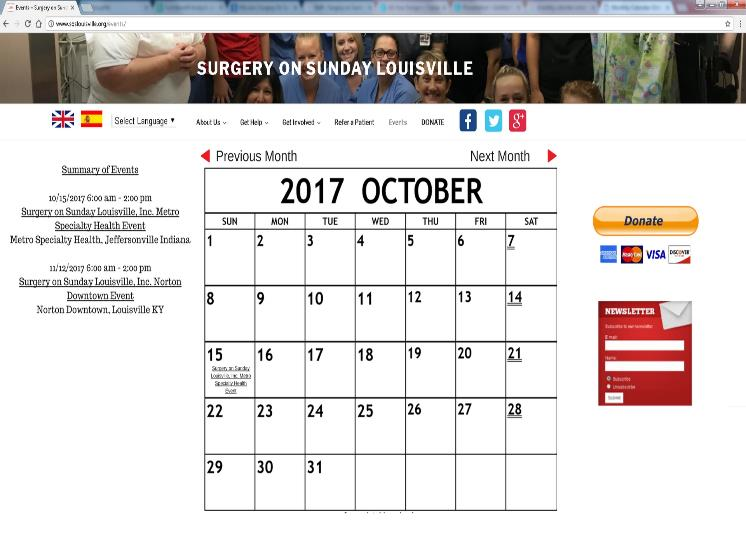 Events – Surgery on Sund
www.soslouisville.org/events/
SURGERY ON SUNDAY LOUISVILLE
Select Language ▼
About Us
Get Help
Get Involved
Refer a Patient
Events
DONATE
Summary of Events
10/15/2017 6:00 am - 2:00 pm
Surgery on Sunday Louisville, Inc. Metro
Specialty Health Event
Metro Specialty Health, Jeffersonville Indiana
11/12/2017 6:00 am - 2:00 pm
Surgery on Sunday Louisville, Inc. Norton
Downtown Event
Norton Downtown, Louisville KY
Previous Month
Next Month
2017 OCTOBER
SUN MON TUE WED THU FRI SAT
1 2 3 4 5 6 7
8 9 10 11 12 13 14
15 16 17 18 19 20 21
Surgery on Sunday
Louisville, Inc. Metro
Specialty Health
Event
22 23 24 25 26 27 28
29 30 31
Donate
VISA
DISCOVER
NEWSLETTER
Subscribe to our newsletter
E-mail:
Name:
Subscribe
Unsubscribe
Submit